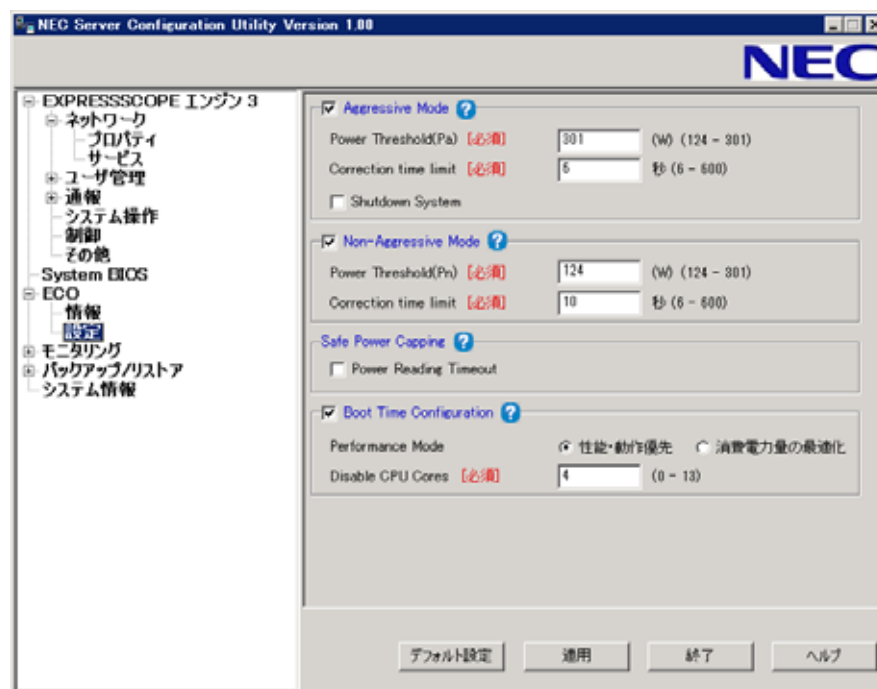 NEC Server Configuration Utility Version 1.00
NEC
EXPRESSSCOPE エンジン 3
ネットワーク
プロパティ
サービス
ユーザ管理
通報
システム操作
制御
その他
System BIOS
ECO
情報
設定
モニタリング
バックアップ/リストア
システム情報
Aggressive Mode ?
Power Threshold(Pa) [必須] 301 (W) (124 - 301)
Correction time limit [必須] 6 秒 (6 - 600)
Shutdown System
Non-Aggressive Mode ?
Power Threshold(Pn) [必須] 124 (W) (124 - 301)
Correction time limit [必須] 10 秒 (6 - 600)
Safe Power Capping ?
Power Reading Timeout
Boot Time Configuration ?
Performance Mode 性能・動作優先 消費電力量の最適化
Disable CPU Cores [必須] 4 (0 - 13)
デフォルト設定 適用 終了 ヘルプ